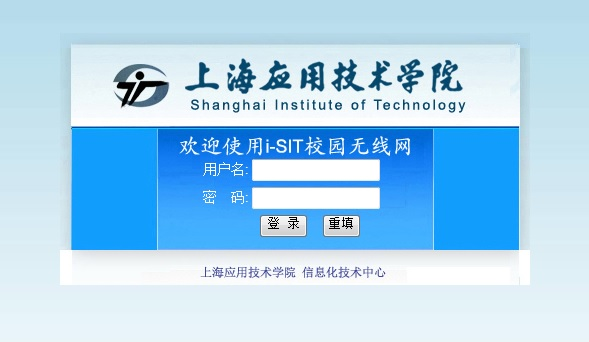 上海应用技术学院
Shanghai Institute of Technology
欢迎使用i-SIT校园无线网
用户名:
密 码:
登 录 重填
上海应用技术学院 信息化技术中心